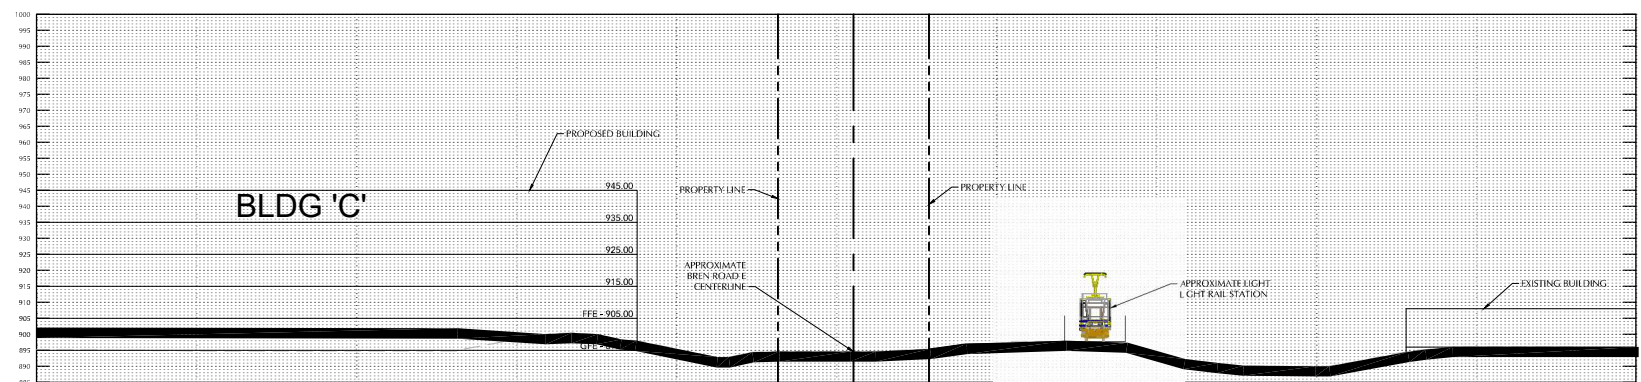 1000
995
990
985
980
975
970
965
960
955
950
945
940
935
930
925
920
915
910
905
900
895
890
PROPOSED BUILDING
945.00
BLDG 'C'
935.00
925.00
915.00
FFE - 905.00
GFE -
PROPERTY LINE
PROPERTY LINE
APPROXIMATE
BREN ROAD E
CENTERLINE
APPROXIMATE LIGHT
LIGHT RAIL STATION
EXISTING BUILDING